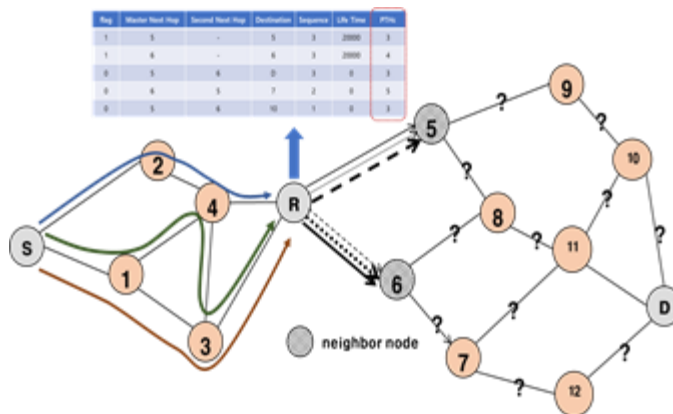 flag Master Next Hop Second Next Hop Destination Sequence Life Time PTHs
1 5 - 5 3 20000 3
1 6 - 6 3 20000 4
0 5 6 D 3 0 3
0 6 5 7 2 0 5
0 5 6 10 1 0 3
9
?
5
2
?
?
10
R
4
8
?
?
?
11
?
S
1
6
D
3
?
?
?
neighbor node
7
?
12